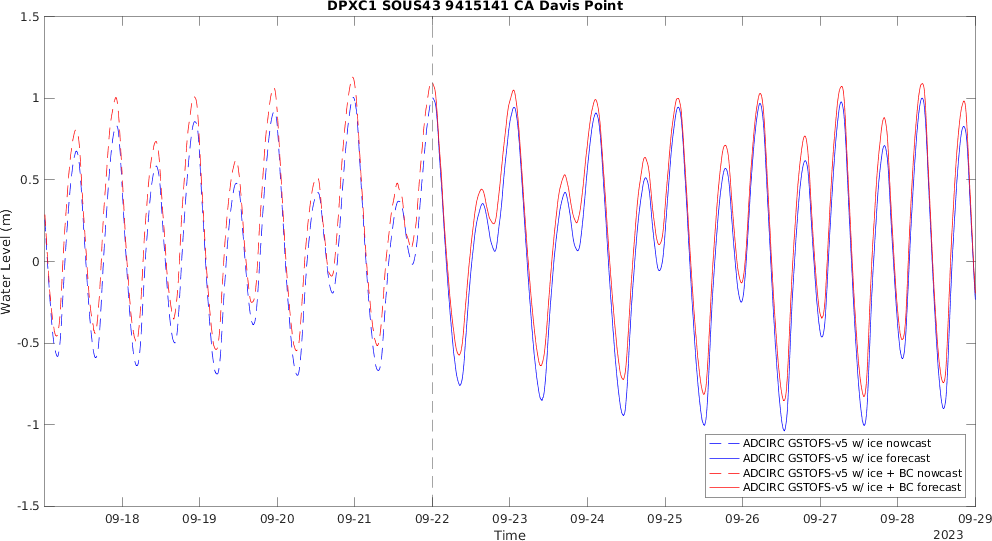 DPXC1 SOUS43 9415141 CA Davis Point
1.5
1
0.5
0
-0.5
-1
-1.5
Water Level (m)
09-18 09-19 09-20 09-21 09-22 09-23 09-24 09-25 09-26 09-27 09-28 09-29
Time
2023
ADCIRC GSTOFS-v5 w/ ice nowcast
ADCIRC GSTOFS-v5 w/ ice forecast
ADCIRC GSTOFS-v5 w/ ice + BC nowcast
ADCIRC GSTOFS-v5 w/ ice + BC forecast